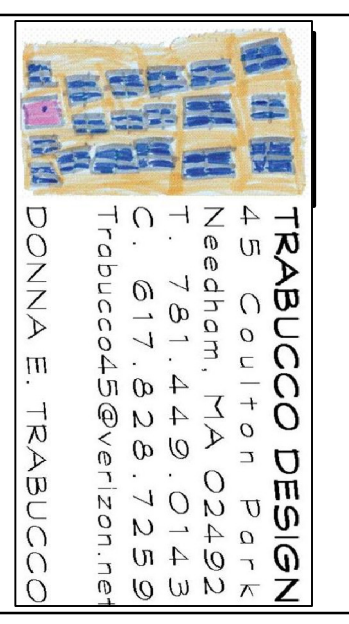 TRABUCCO DESIGN
45 Coulton Park
Needham, MA 02492
T. 781.449.0143
C. 617.828.7259
Trabucco45@verizon.net
DONNA E. TRABUCCO